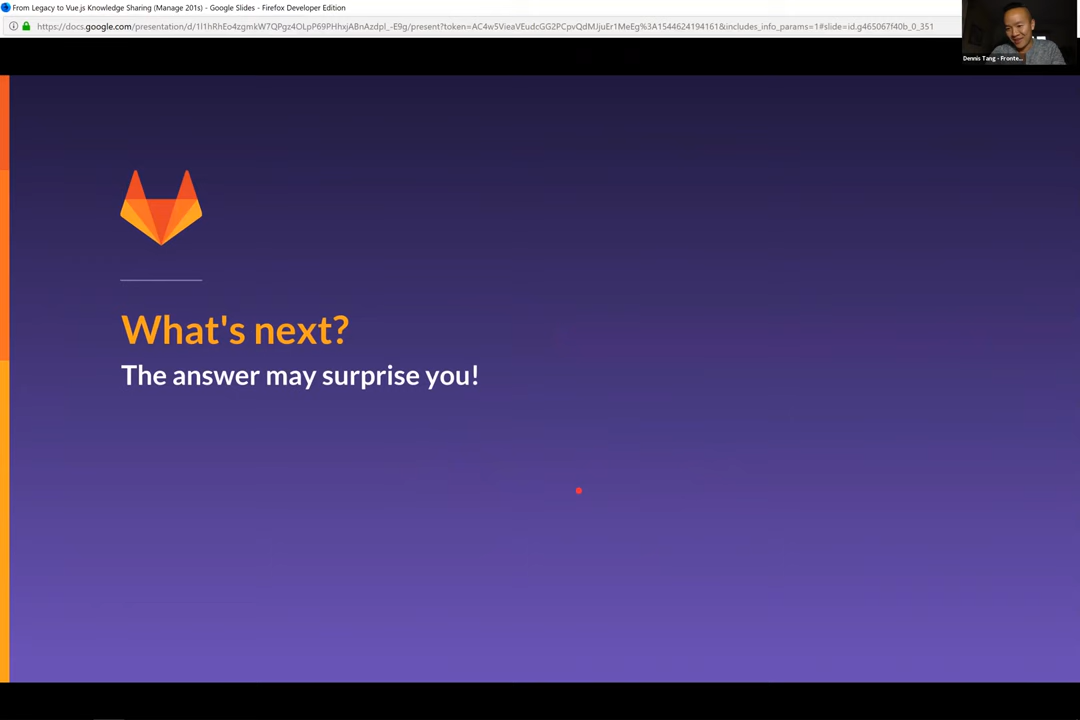 From Legacy to Vue.js Knowledge Sharing (Manage 201s) - Google Slides - Firefox Developer Edition
https://docs.google.com/presentation/d/1l1hRhEo4zgmkW7QPgz4OLpP69PHhxjABnAzdpl_-E9g/present?token=AC4w5VieaVEudcGG2PCpvQdMJjuEr1MeEg%3A1544624194161&includes_info_params=1#slide=id.g465067f40b_0_351
Dennis Tang - Fronte...
What's next?
The answer may surprise you!